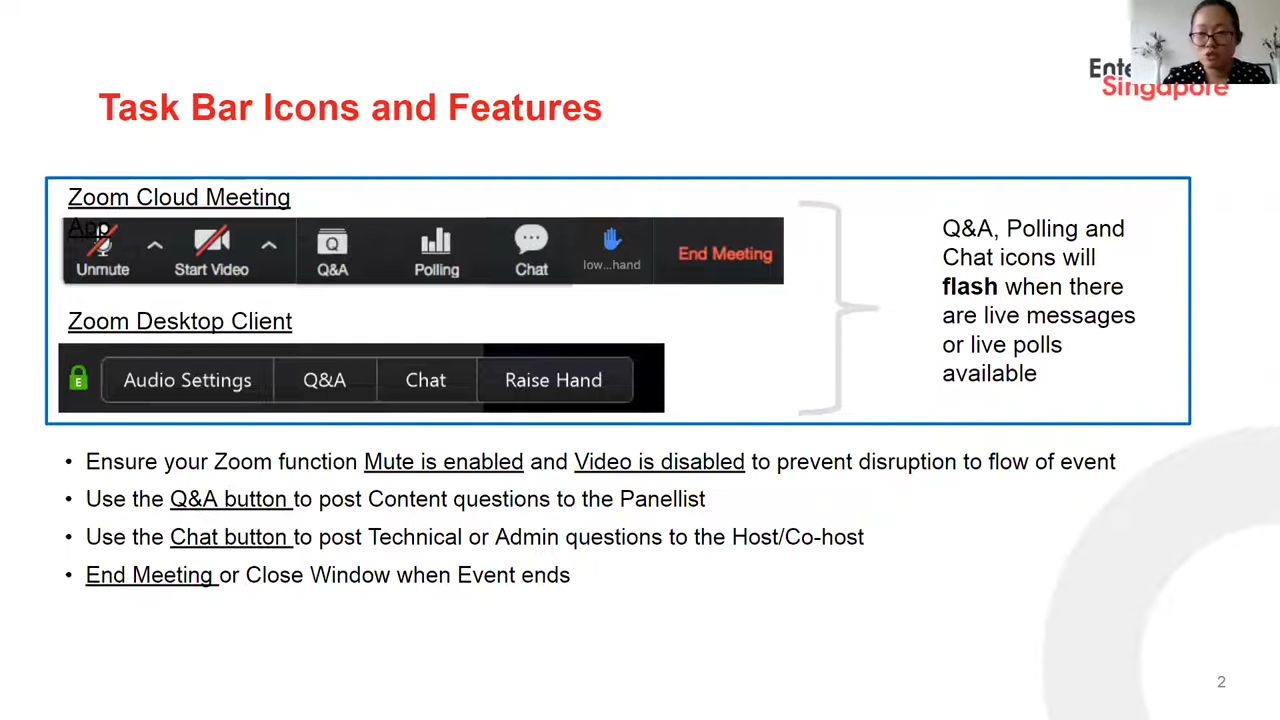 Ente
Singapore
Task Bar Icons and Features
Zoom Cloud Meeting
App
Unmute
Start Video
Q
Q&A
Polling
Chat
low...hand
End Meeting
Zoom Desktop Client
E
Audio Settings
Q&A
Chat
Raise Hand
Q&A, Polling and
Chat icons will
flash when there
are live messages
or live polls
available
• Ensure your Zoom function Mute is enabled and Video is disabled to prevent disruption to flow of event
• Use the Q&A button to post Content questions to the Panellist
• Use the Chat button to post Technical or Admin questions to the Host/Co-host
• End Meeting or Close Window when Event ends
2